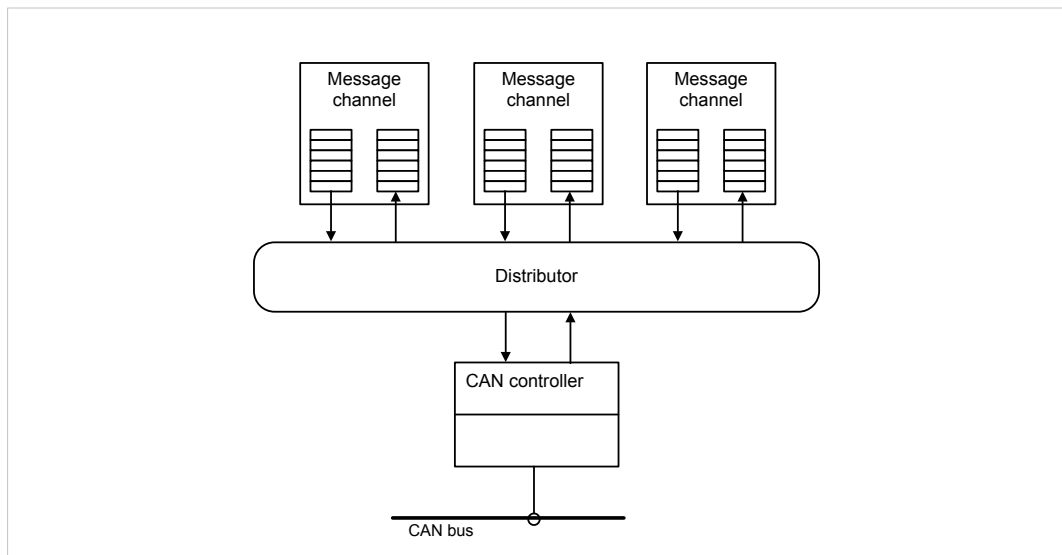 Message
channel
Message
channel
Message
channel
Distributor
CAN controller
CAN bus